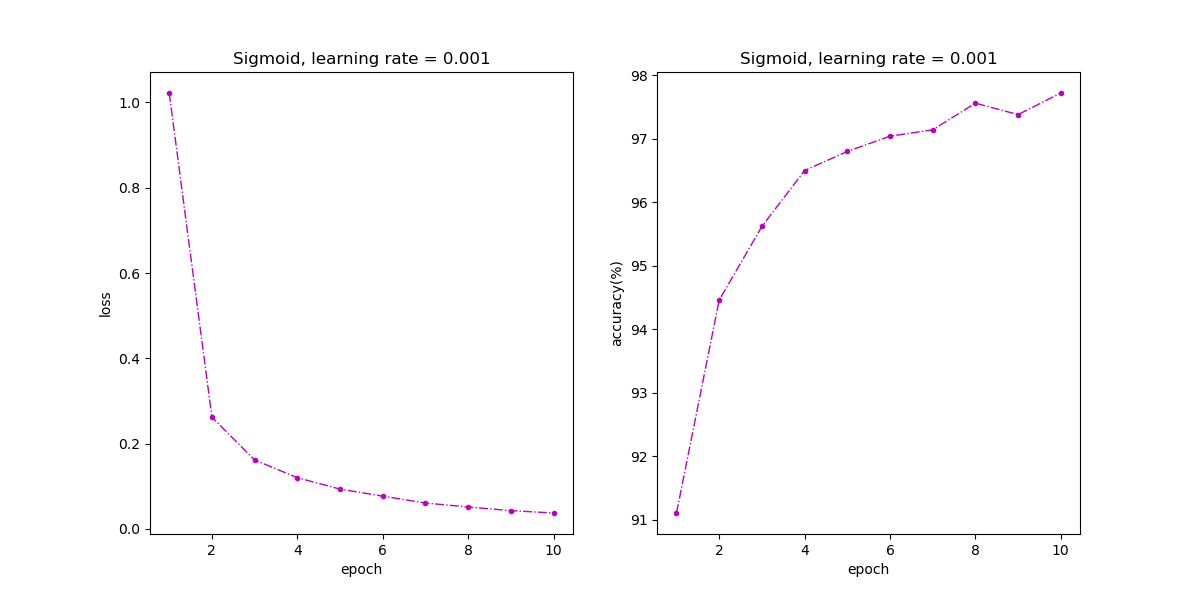 Sigmoid, learning rate = 0.001
1.0
0.8
0.6
0.4
0.2
0.0
loss
2 4 6 8 10
epoch
Sigmoid, learning rate = 0.001
98
97
96
95
94
93
92
91
accuracy(%)
2 4 6 8 10
epoch